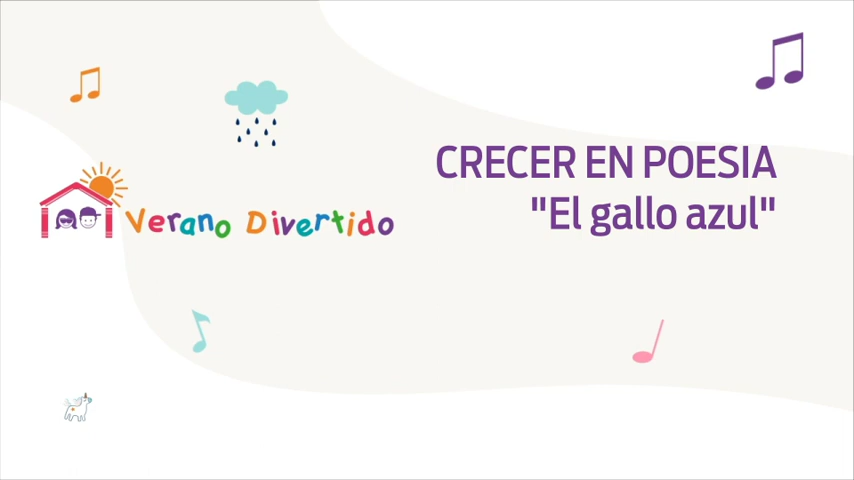 CRECER EN POESIA
"El gallo azul"
Verano Divertido